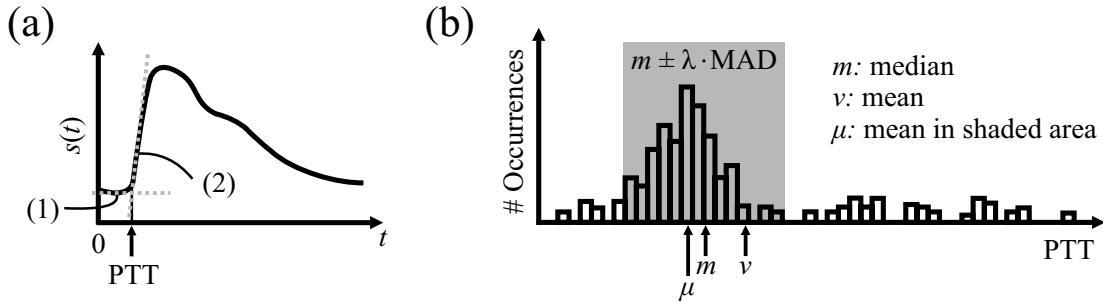 (a)
s(t)
(1)
(2)
0
t
PTT
(b)
# Occurrences
m ± λ · MAD
m: median
v: mean
μ: mean in shaded area
μ
m
v
PTT